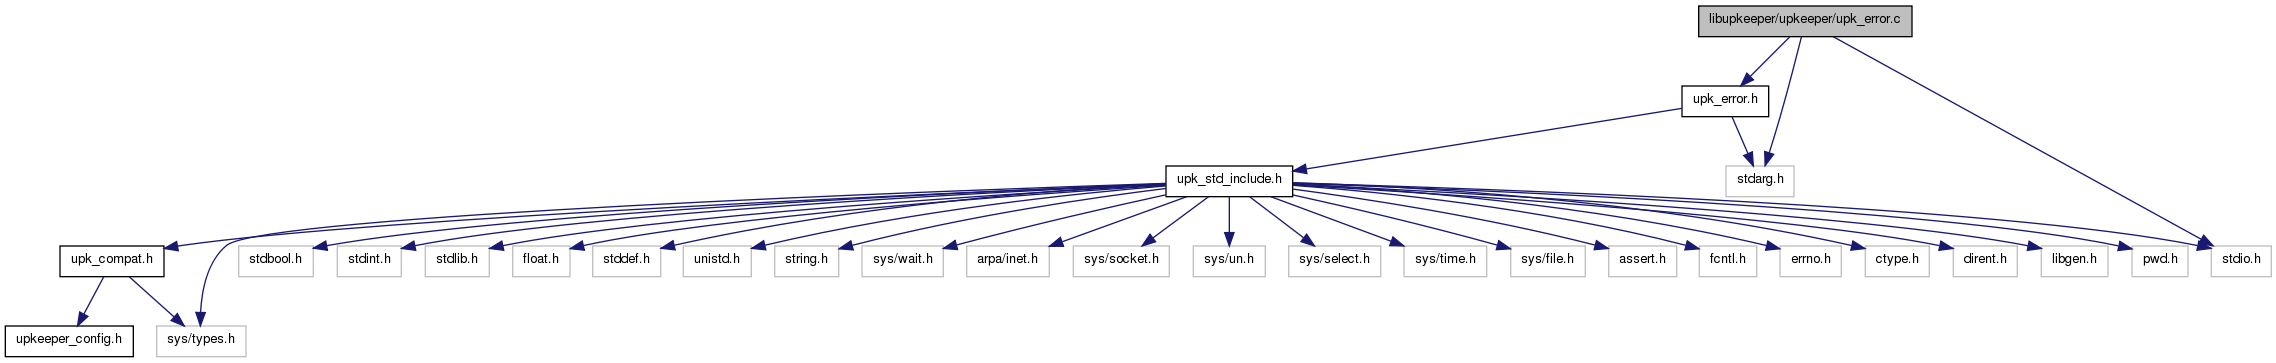 libupkeeper/upkeeper/upk_error.c
upk_error.h
stdarg.h
upk_std_include.h
upk_compat.h
stdbool.h
stdint.h
stdlib.h
float.h
stddef.h
unistd.h
string.h
sys/wait.h
arpa/inet.h
sys/socket.h
sys/un.h
sys/select.h
sys/time.h
sys/file.h
assert.h
fcntl.h
errno.h
ctype.h
dirent.h
libgen.h
pwd.h
stdio.h
upkeeper_config.h
sys/types.h